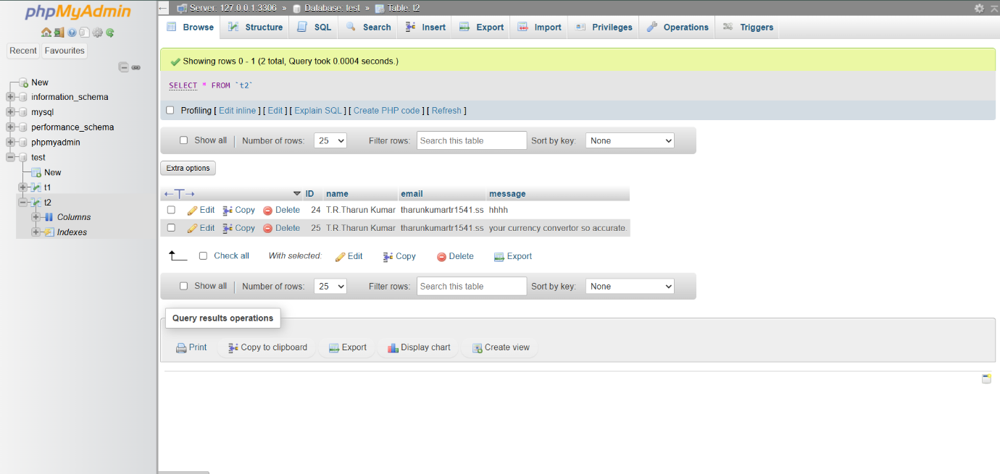 phpMyAdmin
Recent Favourites
New
information_schema
mysql
performance_schema
phpmyadmin
test
New
t1
t2
Columns
Indexes
Server: 127.0.0.1:3306 » Database: test » Table: t2
Browse Structure SQL Search Insert Export Import Privileges Operations Triggers
Showing rows 0 - 1 (2 total, Query took 0.0004 seconds.)
SELECT * FROM `t2`
Profiling [ Edit inline ] [ Edit ] [ Explain SQL ] [ Create PHP code ] [ Refresh ]
Show all Number of rows: 25 Filter rows: Search this table Sort by key: None
Extra options
ID name email message
Edit Copy Delete 24 T.R.Tharun Kumar tharunkumartr1541.ss hhhh
Edit Copy Delete 25 T.R.Tharun Kumar tharunkumartr1541.ss your currency convertor so accurate.
Check all With selected: Edit Copy Delete Export
Show all Number of rows: 25 Filter rows: Search this table Sort by key: None
Query results operations
Print Copy to clipboard Export Display chart Create view